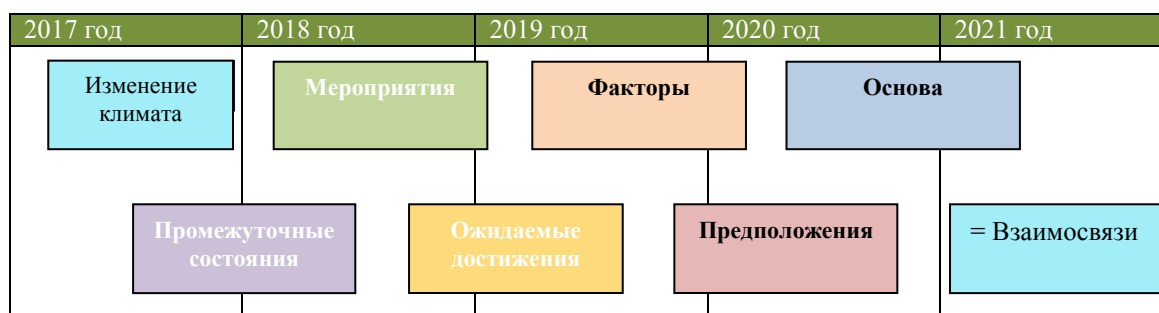 2017 год 2018 год 2019 год 2020 год 2021 год
Изменение
климата
Мероприятия
Факторы
Основа
Промежуточные
состояния
Ожидаемые
достижения
Предположения
= Взаимосвязи